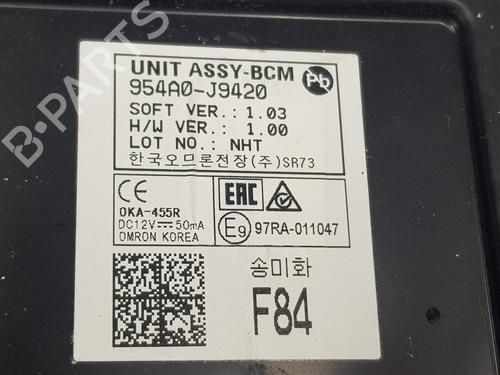 UNIT ASSY-BCM
954A0-J9420
SOFT VER. : 1.03
H/W VER. : 1.00
LOT NO. : NHT
한국오므론전장(주)SR73
Pb
CE
OKA-455R
DC12V 50mA
OMRON KOREA
EAC
E9 97RA-011047
송미화
F84
B-PARTS